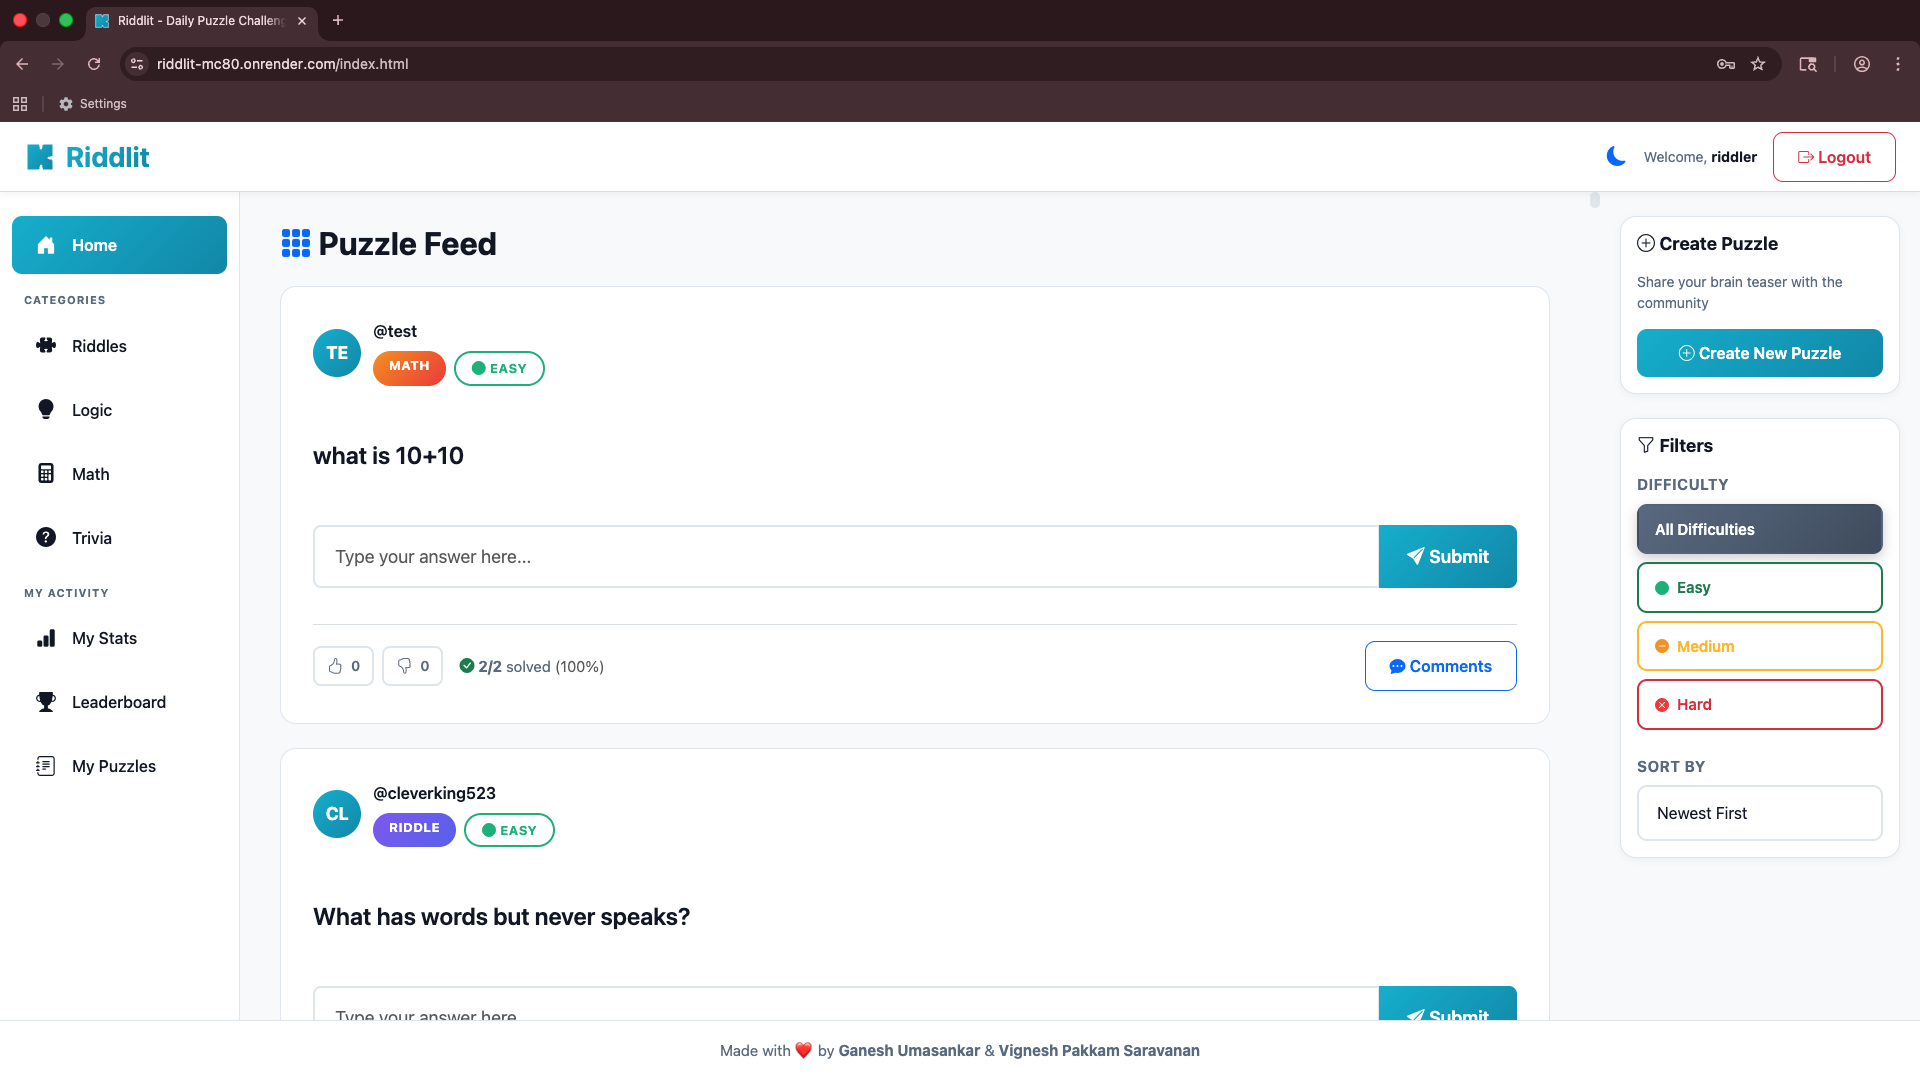 Riddlit - Daily Puzzle Challeng
riddlit-mc80.onrender.com/index.html
Settings
Riddlit
Welcome, riddler
Logout
Home
CATEGORIES
Riddles
Logic
Math
Trivia
MY ACTIVITY
My Stats
Leaderboard
My Puzzles
Puzzle Feed
TE
@test
MATH
EASY
what is 10+10
Type your answer here...
Submit
0
0
2/2 solved (100%)
Comments
CL
@cleverking523
RIDDLE
EASY
What has words but never speaks?
Type your answer here
Submit
Create Puzzle
Share your brain teaser with the
community
Create New Puzzle
Filters
DIFFICULTY
All Difficulties
Easy
Medium
Hard
SORT BY
Newest First
Made with ❤️ by Ganesh Umasankar & Vignesh Pakkam Saravanan